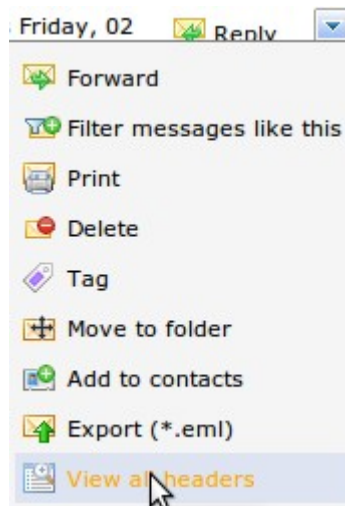 Friday, 02 Reply
Forward
Filter messages like this
Print
Delete
Tag
Move to folder
Add to contacts
Export (*.eml)
View all headers